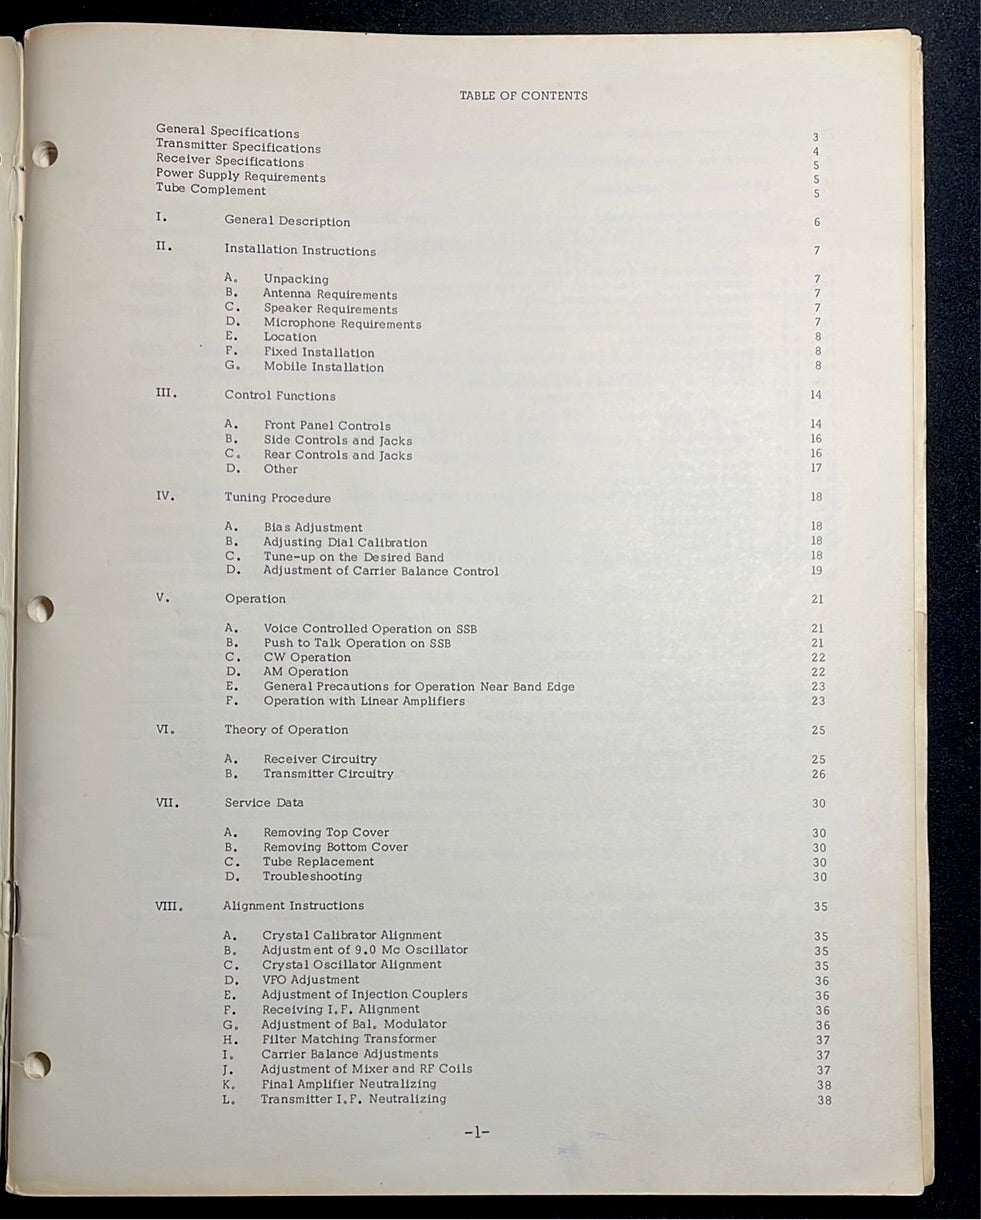 TABLE OF CONTENTS
General Specifications 3
Transmitter Specifications 4
Receiver Specifications 5
Power Supply Requirements 5
Tube Complement 5
I. General Description 6
II. Installation Instructions 7
A. Unpacking 7
B. Antenna Requirements 7
C. Speaker Requirements 7
D. Microphone Requirements 7
E. Location 8
F. Fixed Installation 8
G. Mobile Installation 8
III. Control Functions 14
A. Front Panel Controls 14
B. Side Controls and Jacks 16
C. Rear Controls and Jacks 16
D. Other 17
IV. Tuning Procedure 18
A. Bias Adjustment 18
B. Adjusting Dial Calibration 18
C. Tune-up on the Desired Band 18
D. Adjustment of Carrier Balance Control 19
V. Operation 21
A. Voice Controlled Operation on SSB 21
B. Push to Talk Operation on SSB 21
C. CW Operation 22
D. AM Operation 22
E. General Precautions for Operation Near Band Edge 23
F. Operation with Linear Amplifiers 23
VI. Theory of Operation 25
A. Receiver Circuitry 25
B. Transmitter Circuitry 26
VII. Service Data 30
A. Removing Top Cover 30
B. Removing Bottom Cover 30
C. Tube Replacement 30
D. Troubleshooting 30
VIII. Alignment Instructions 35
A. Crystal Calibrator Alignment 35
B. Adjustment of 9.0 Mc Oscillator 35
C. Crystal Oscillator Alignment 35
D. VFO Adjustment 36
E. Adjustment of Injection Couplers 36
F. Receiving I.F. Alignment 36
G. Adjustment of Bal. Modulator 36
H. Filter Matching Transformer 37
I. Carrier Balance Adjustments 37
J. Adjustment of Mixer and RF Coils 37
K. Final Amplifier Neutralizing 38
L. Transmitter I.F. Neutralizing 38
-1-